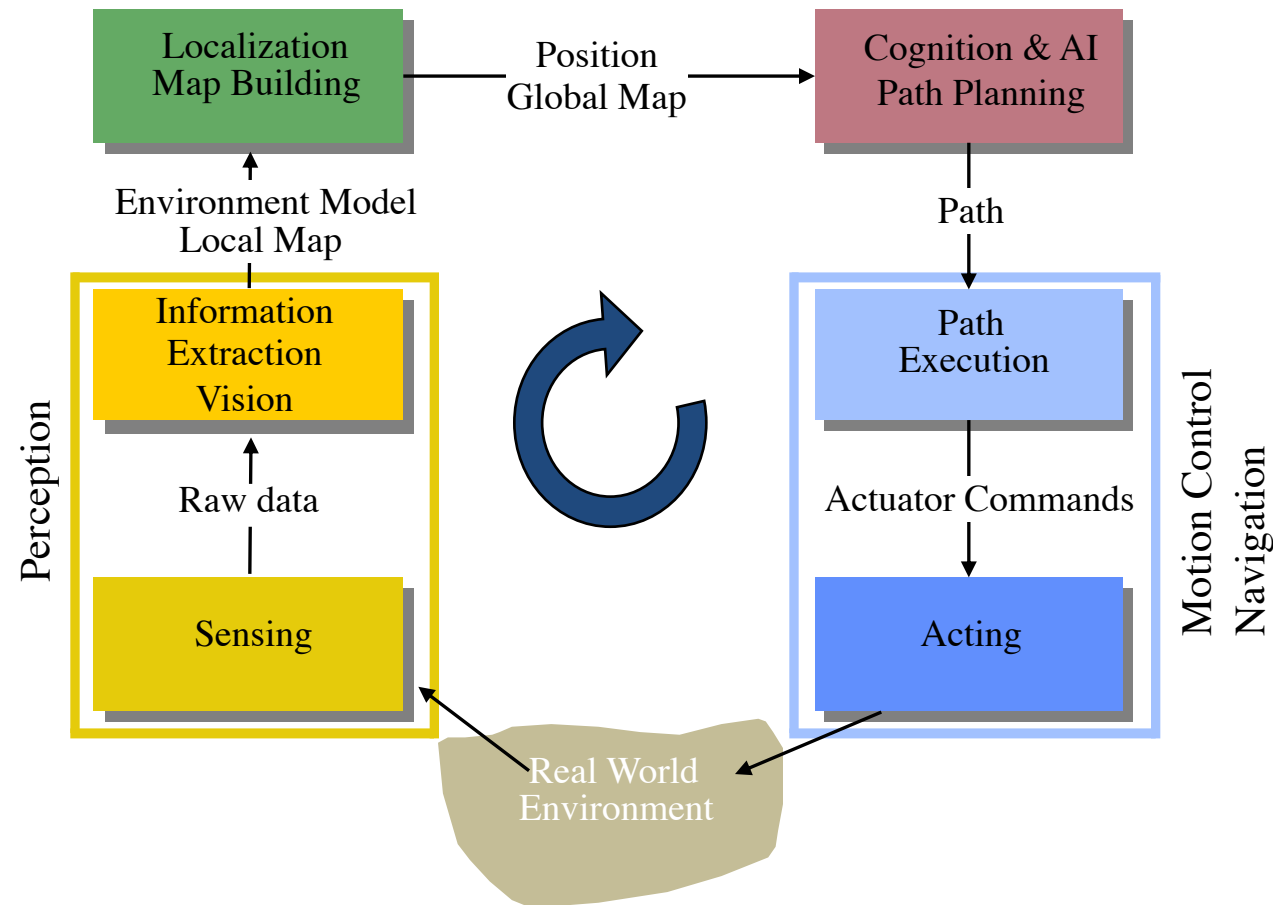 Localization
Map Building
Position
Global Map
Cognition & AI
Path Planning
Environment Model
Local Map
Path
Information
Extraction
Vision
Path
Execution
Perception
Raw data
Actuator Commands
Motion Control
Navigation
Sensing
Acting
Real World
Environment